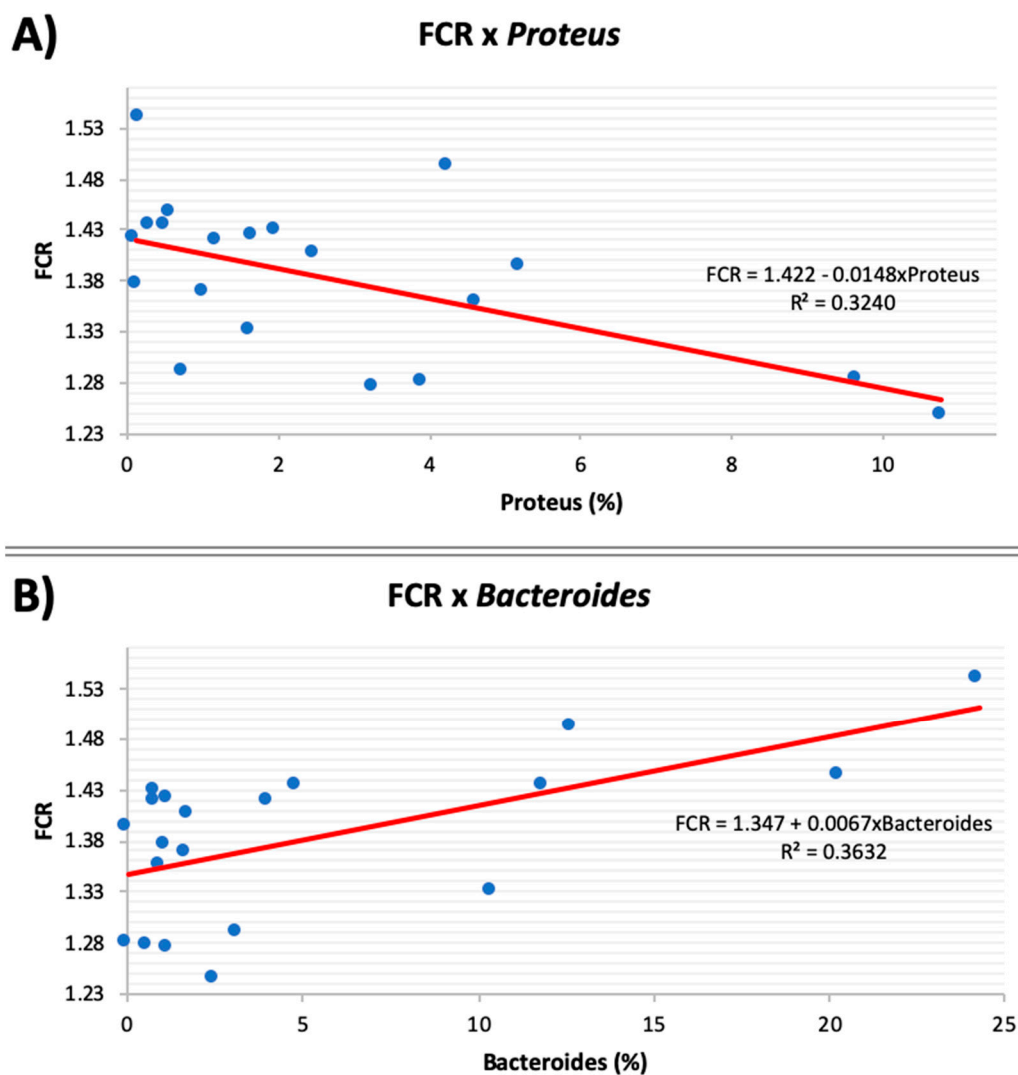 A)
FCR x Proteus
1.53
1.48
1.43
1.38
1.33
1.28
1.23
FCR
FCR = 1.422 - 0.0148xProteus
R² = 0.3240
0 2 4 6 8 10
Proteus (%)
B)
FCR x Bacteroides
1.53
1.48
1.43
1.38
1.33
1.28
1.23
FCR
FCR = 1.347 + 0.0067xBacteroides
R² = 0.3632
0 5 10 15 20 25
Bacteroides (%)